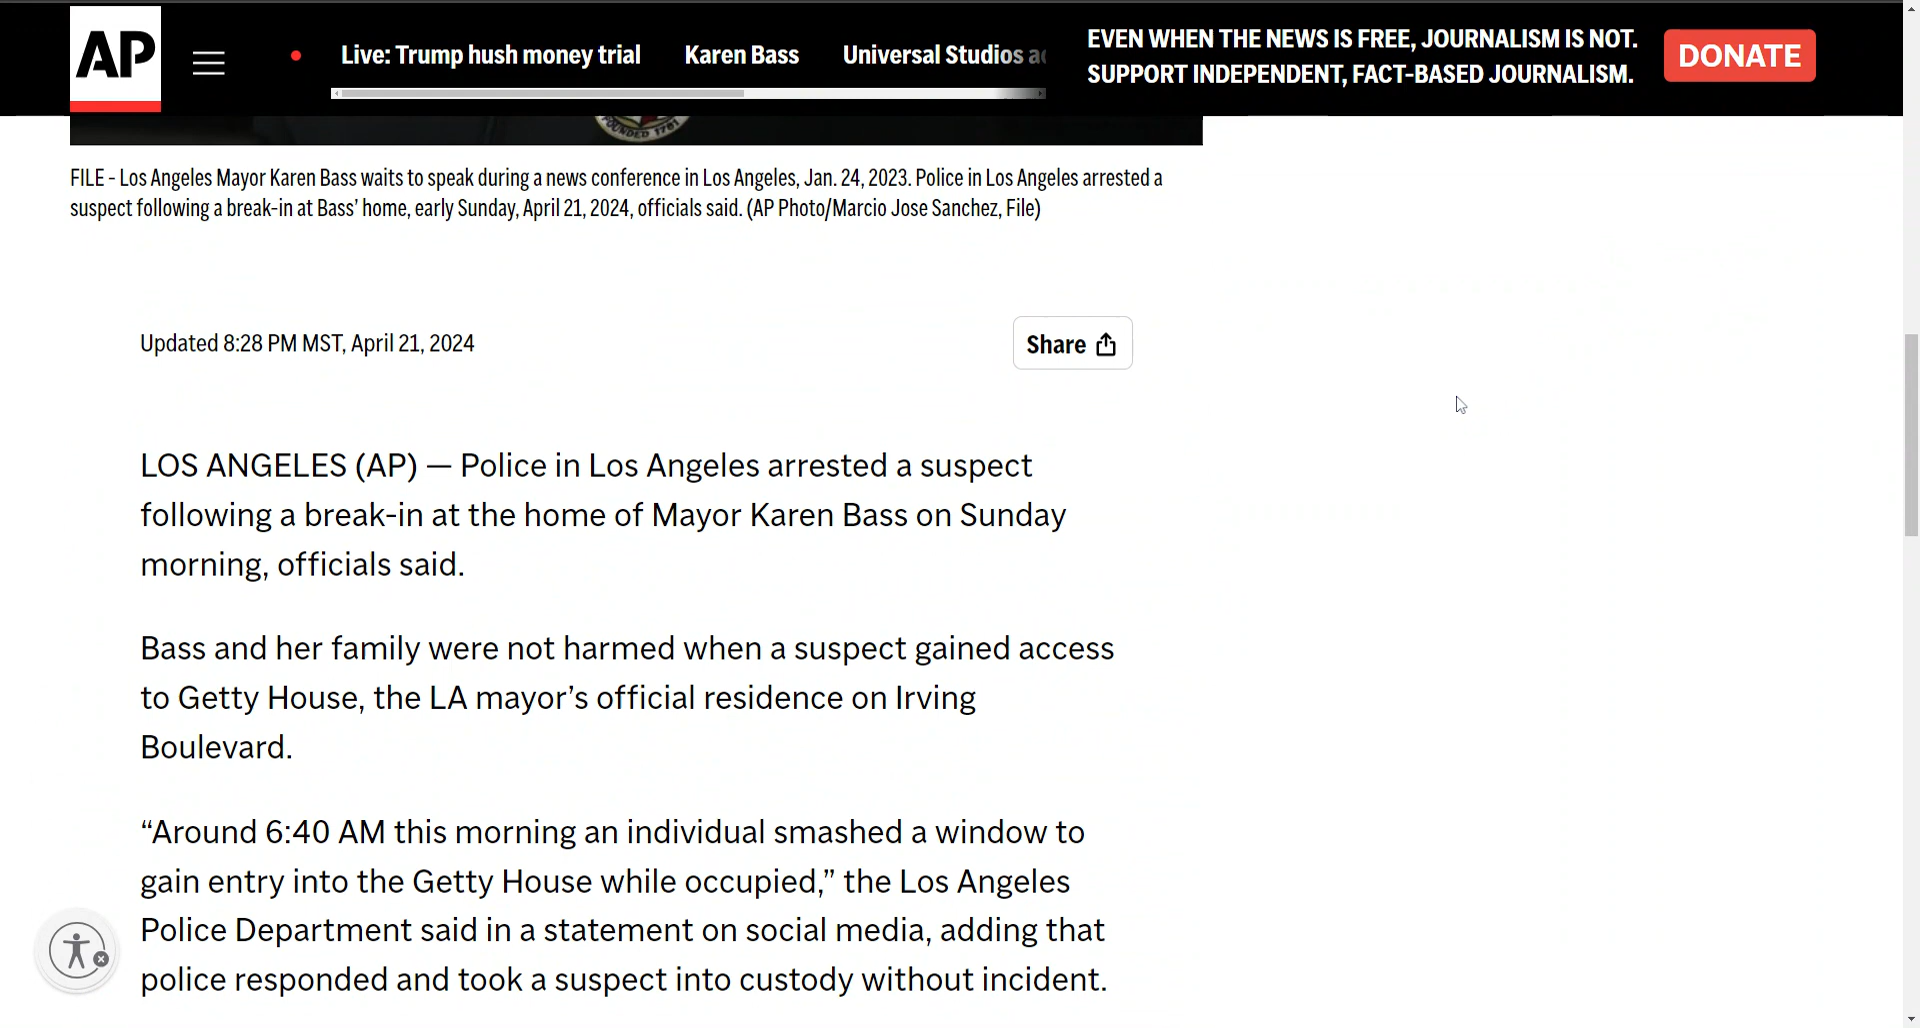 AP
Live: Trump hush money trial
Karen Bass
Universal Studios
EVEN WHEN THE NEWS IS FREE, JOURNALISM IS NOT.
SUPPORT INDEPENDENT, FACT-BASED JOURNALISM.
DONATE
FOUNDED 1781
FILE - Los Angeles Mayor Karen Bass waits to speak during a news conference in Los Angeles, Jan. 24, 2023. Police in Los Angeles arrested a
suspect following a break-in at Bass’ home, early Sunday, April 21, 2024, officials said. (AP Photo/Marcio Jose Sanchez, File)
Updated 8:28 PM MST, April 21, 2024
Share
LOS ANGELES (AP) — Police in Los Angeles arrested a suspect
following a break-in at the home of Mayor Karen Bass on Sunday
morning, officials said.
Bass and her family were not harmed when a suspect gained access
to Getty House, the LA mayor’s official residence on Irving
Boulevard.
“Around 6:40 AM this morning an individual smashed a window to
gain entry into the Getty House while occupied,” the Los Angeles
Police Department said in a statement on social media, adding that
police responded and took a suspect into custody without incident.